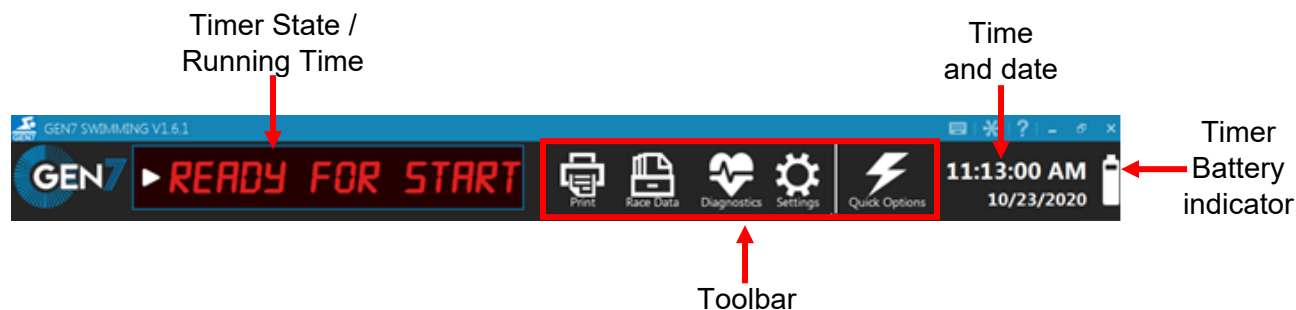 Timer State /
Running Time
Time
and date
GEN7 SWIMMING V1.6.1
GEN7
READY FOR START
Print
Race Data
Diagnostics
Settings
Quick Options
11:13:00 AM
10/23/2020
Timer
Battery
indicator
Toolbar